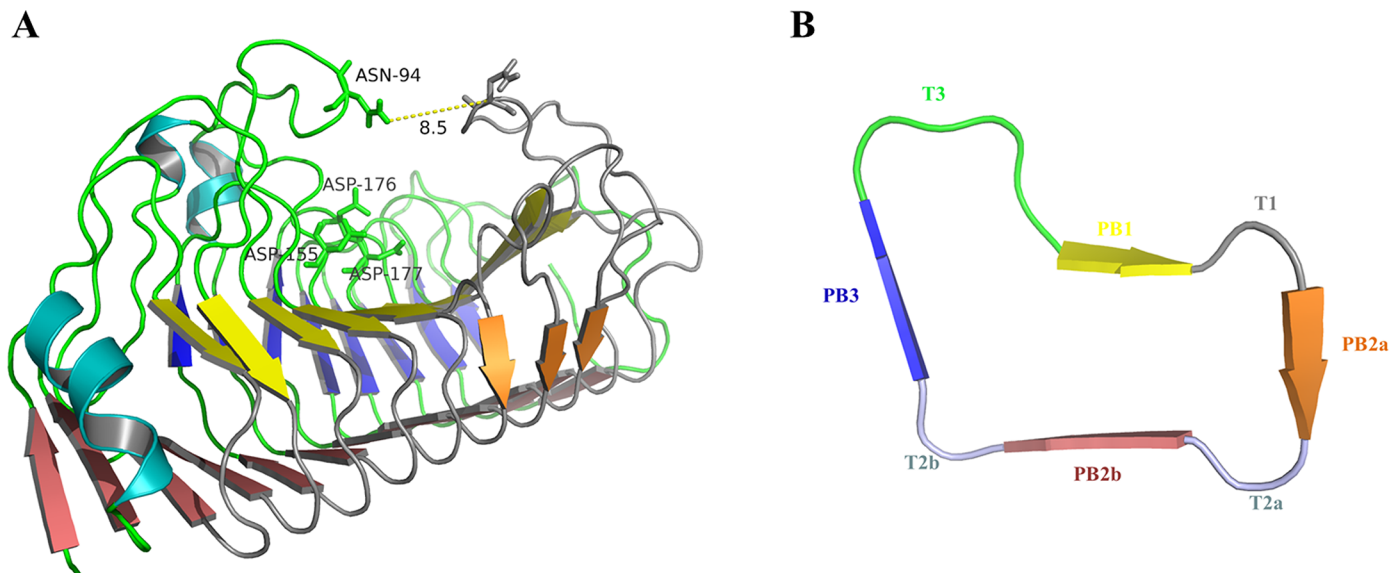 A
B
ASN-94
8.5
ASP-176
ASP-155
ASP-177
T3
T1
PB1
PB3
PB2a
T2b
PB2b
T2a